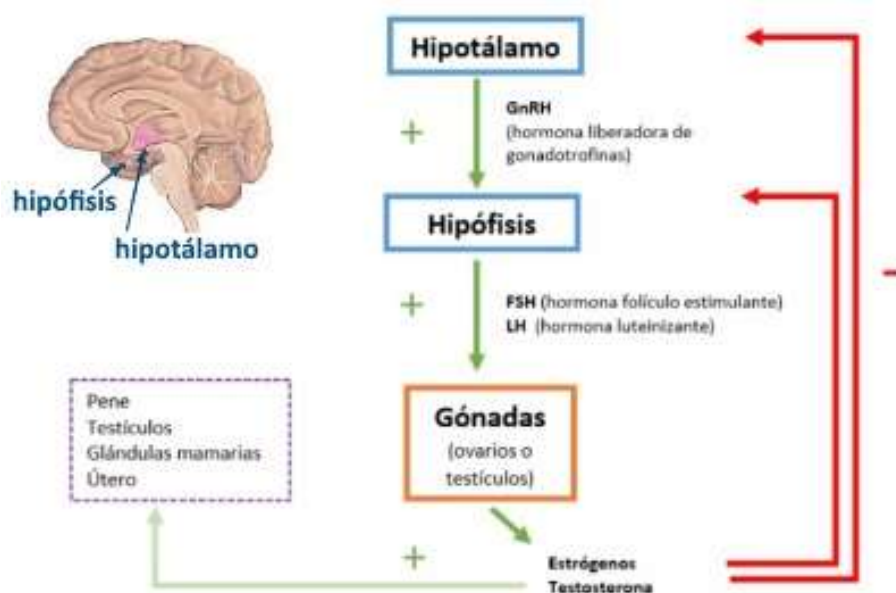 hipófisis
hipotálamo
Hipotálamo
+
GnRH
(hormona liberadora de
gonadotrofinas)
Hipófisis
+
FSH (hormona folículo estimulante)
LH (hormona luteinizante)
Gónadas
(ovarios o
testículos)
Pene
Testículos
Glándulas mamarias
Útero
+
Estrógenos
Testosterona